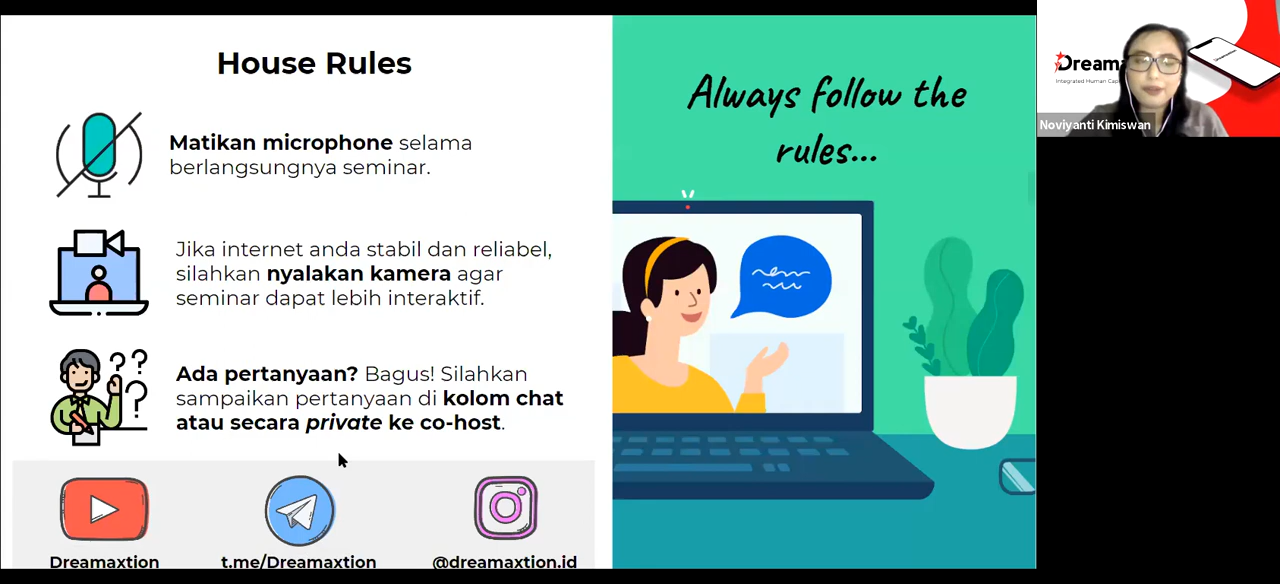 House Rules
Matikan microphone selama
berlangsungnya seminar.
Jika internet anda stabil dan reliabel,
silahkan nyalakan kamera agar
seminar dapat lebih interaktif.
Ada pertanyaan? Bagus! Silahkan
sampaikan pertanyaan di kolom chat
atau secara private ke co-host.
Dreamaxtion
t.me/Dreamaxtion
@dreamaxtion.id
Always follow the
rules...
Noviyanti Kimiswan